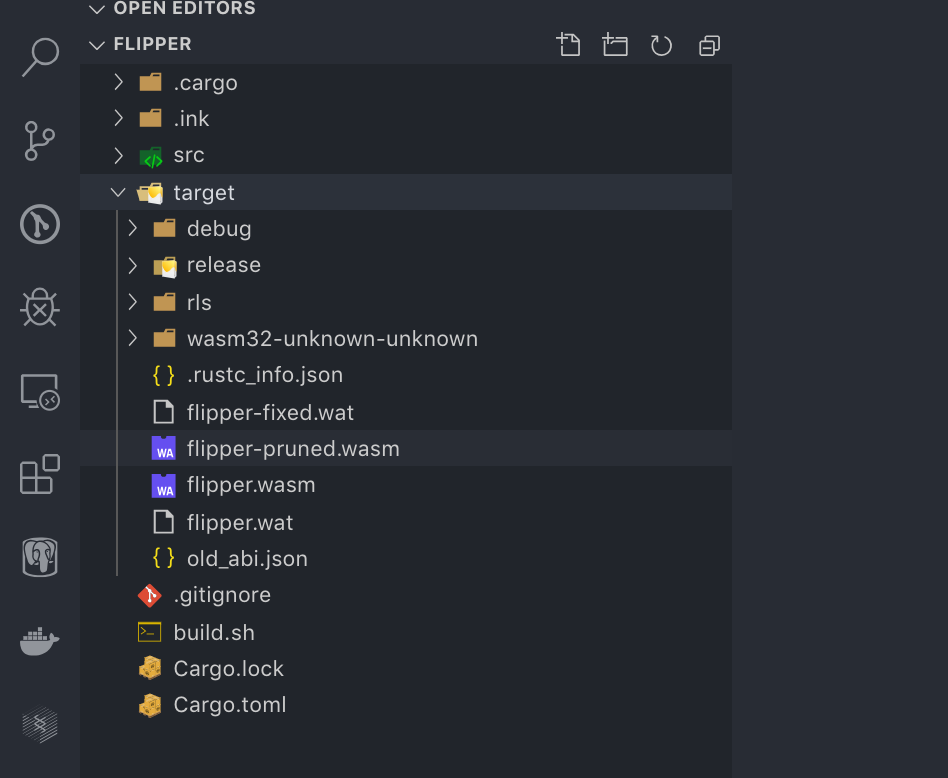 OPEN EDITORS
FLIPPER
.cargo
.ink
src
target
debug
release
rls
wasm32-unknown-unknown
.rustc_info.json
flipper-fixed.wat
WA flipper-pruned.wasm
WA flipper.wasm
flipper.wat
old_abi.json
.gitignore
build.sh
Cargo.lock
Cargo.toml